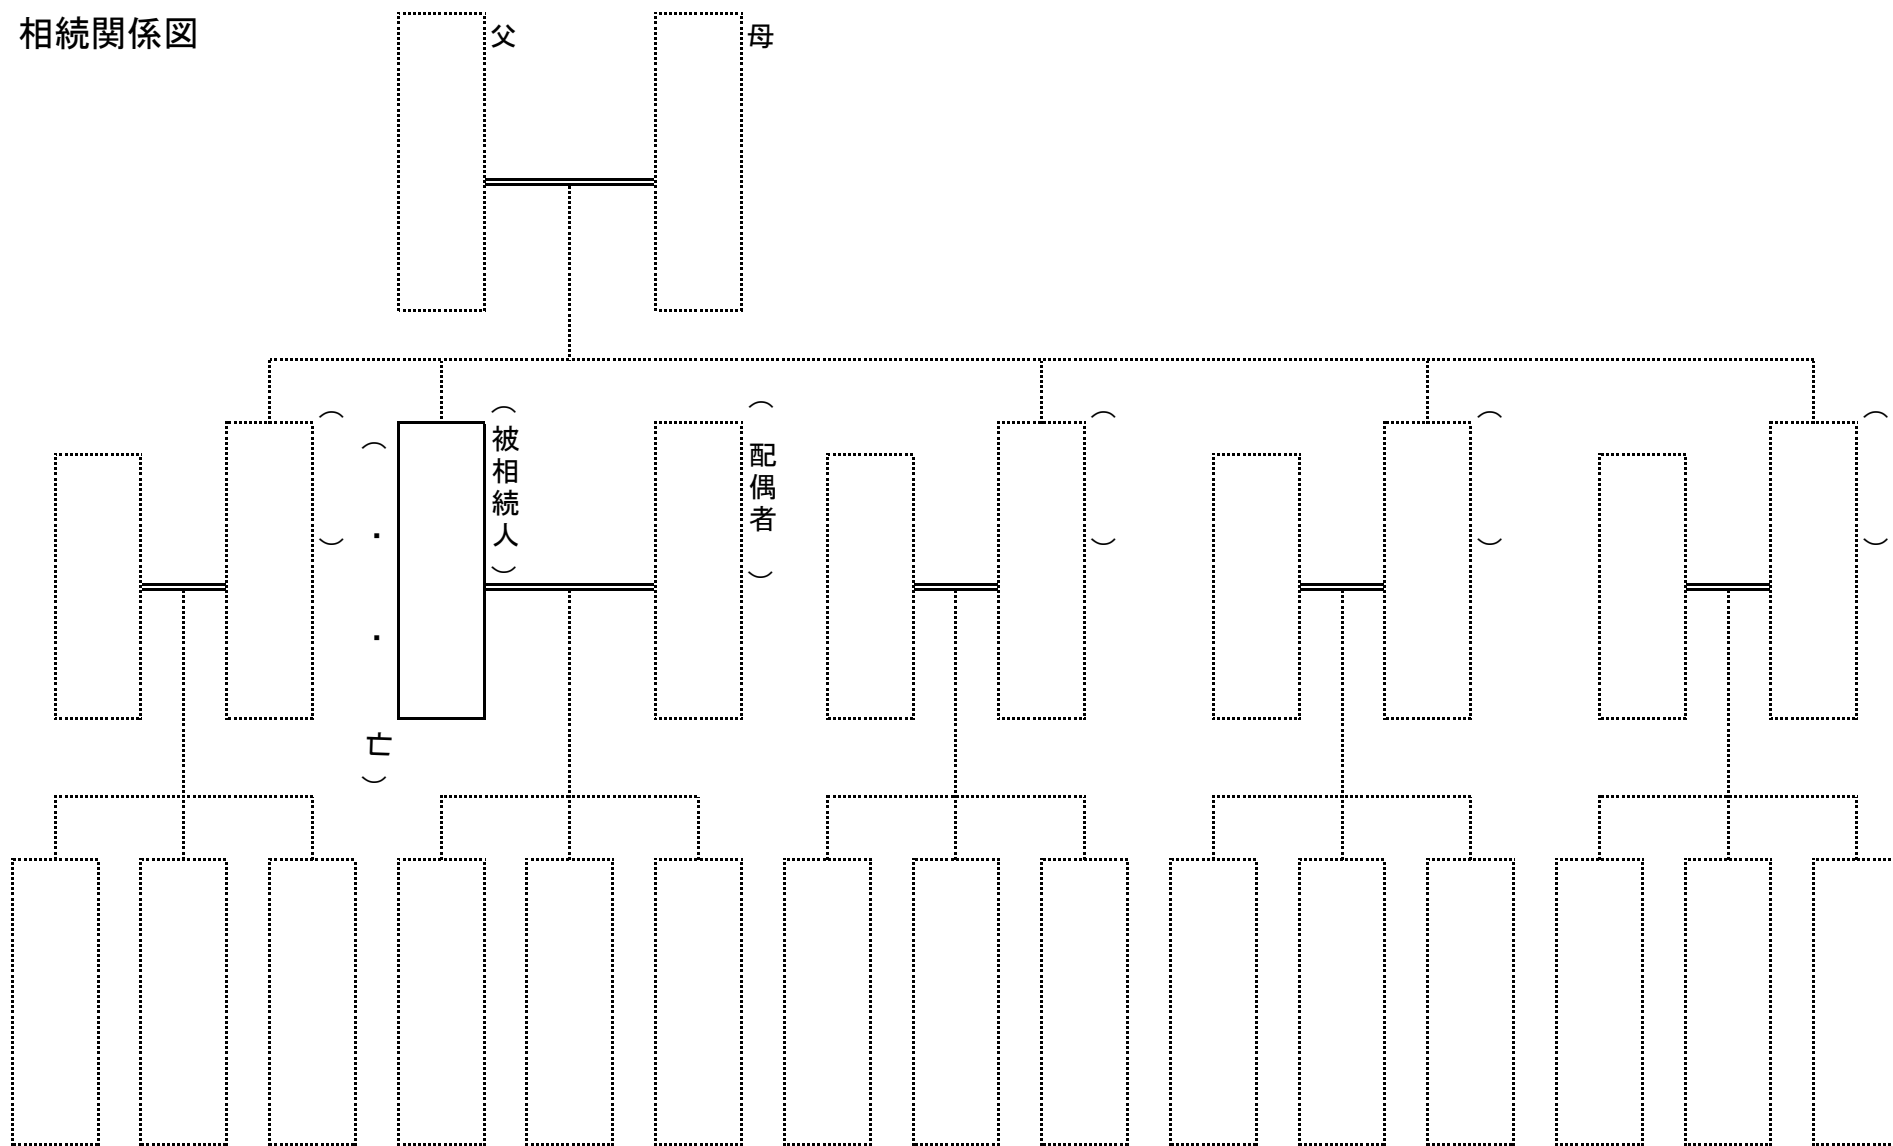 相続関係図
父
母
（　　　）
（　・　・　亡）
（被相続人）
（配偶者）
（　　　）
（　　　）
（　　　）